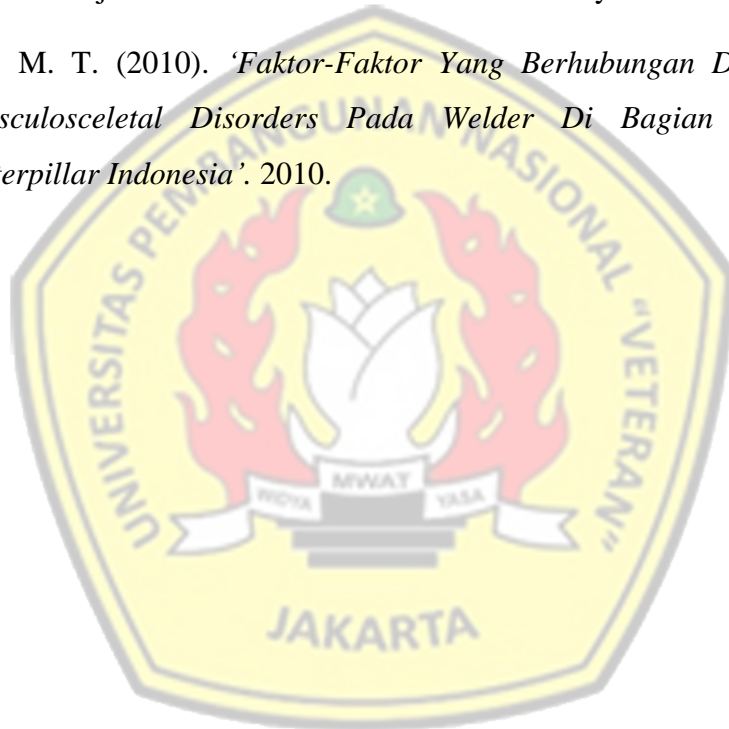 M. T. (2010). ‘Faktor-Faktor Yang Berhubungan D
sculosceletal Disorders Pada Welder Di Bagian
terpillar Indonesia’. 2010.
UNIVERSITAS PEMBANGUNAN NASIONAL “VETERAN”
WIDYA MWAT YASA
JAKARTA